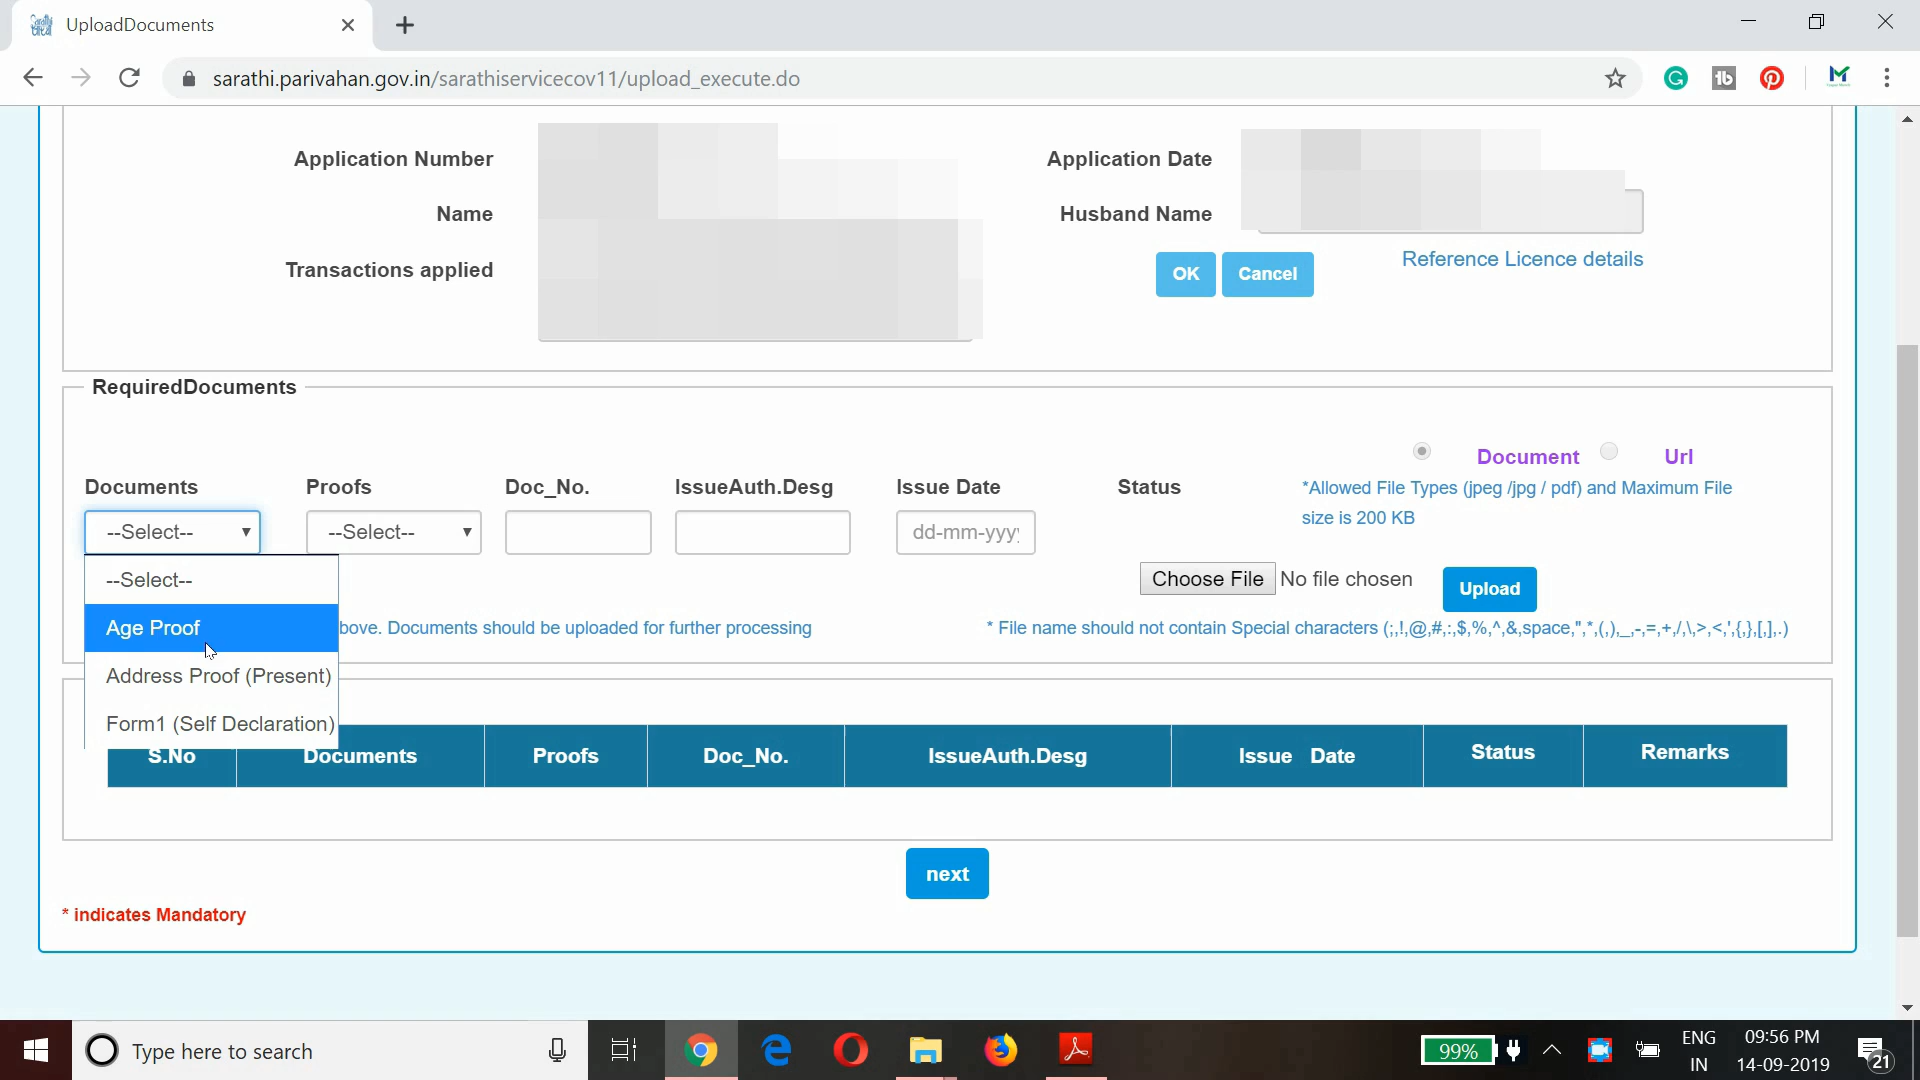 UploadDocuments
sarathi.parivahan.gov.in/sarathiservicecov11/upload_execute.do
Application Number
Application Date
Name
Husband Name
Transactions applied
OK
Cancel
Reference Licence details
RequiredDocuments
Document
Url
Documents
Proofs
Doc_No.
IssueAuth.Desg
Issue Date
Status
*Allowed File Types (jpeg /jpg / pdf) and Maximum File
size is 200 KB
--Select--
--Select--
dd-mm-yyy
--Select--
Choose File
No file chosen
Upload
Age Proof
bove. Documents should be uploaded for further processing
* File name should not contain Special characters (;,!,@,#,:,$,%,^,&,space,",*,(,),_,-,=,+,/,\,>,<,',{,},[,],.)
Address Proof (Present)
Form1 (Self Declaration)
S.No
Documents
Proofs
Doc_No.
IssueAuth.Desg
Issue Date
Status
Remarks
next
* indicates Mandatory
Type here to search
99%
ENG
IN
09:56 PM
14-09-2019
21